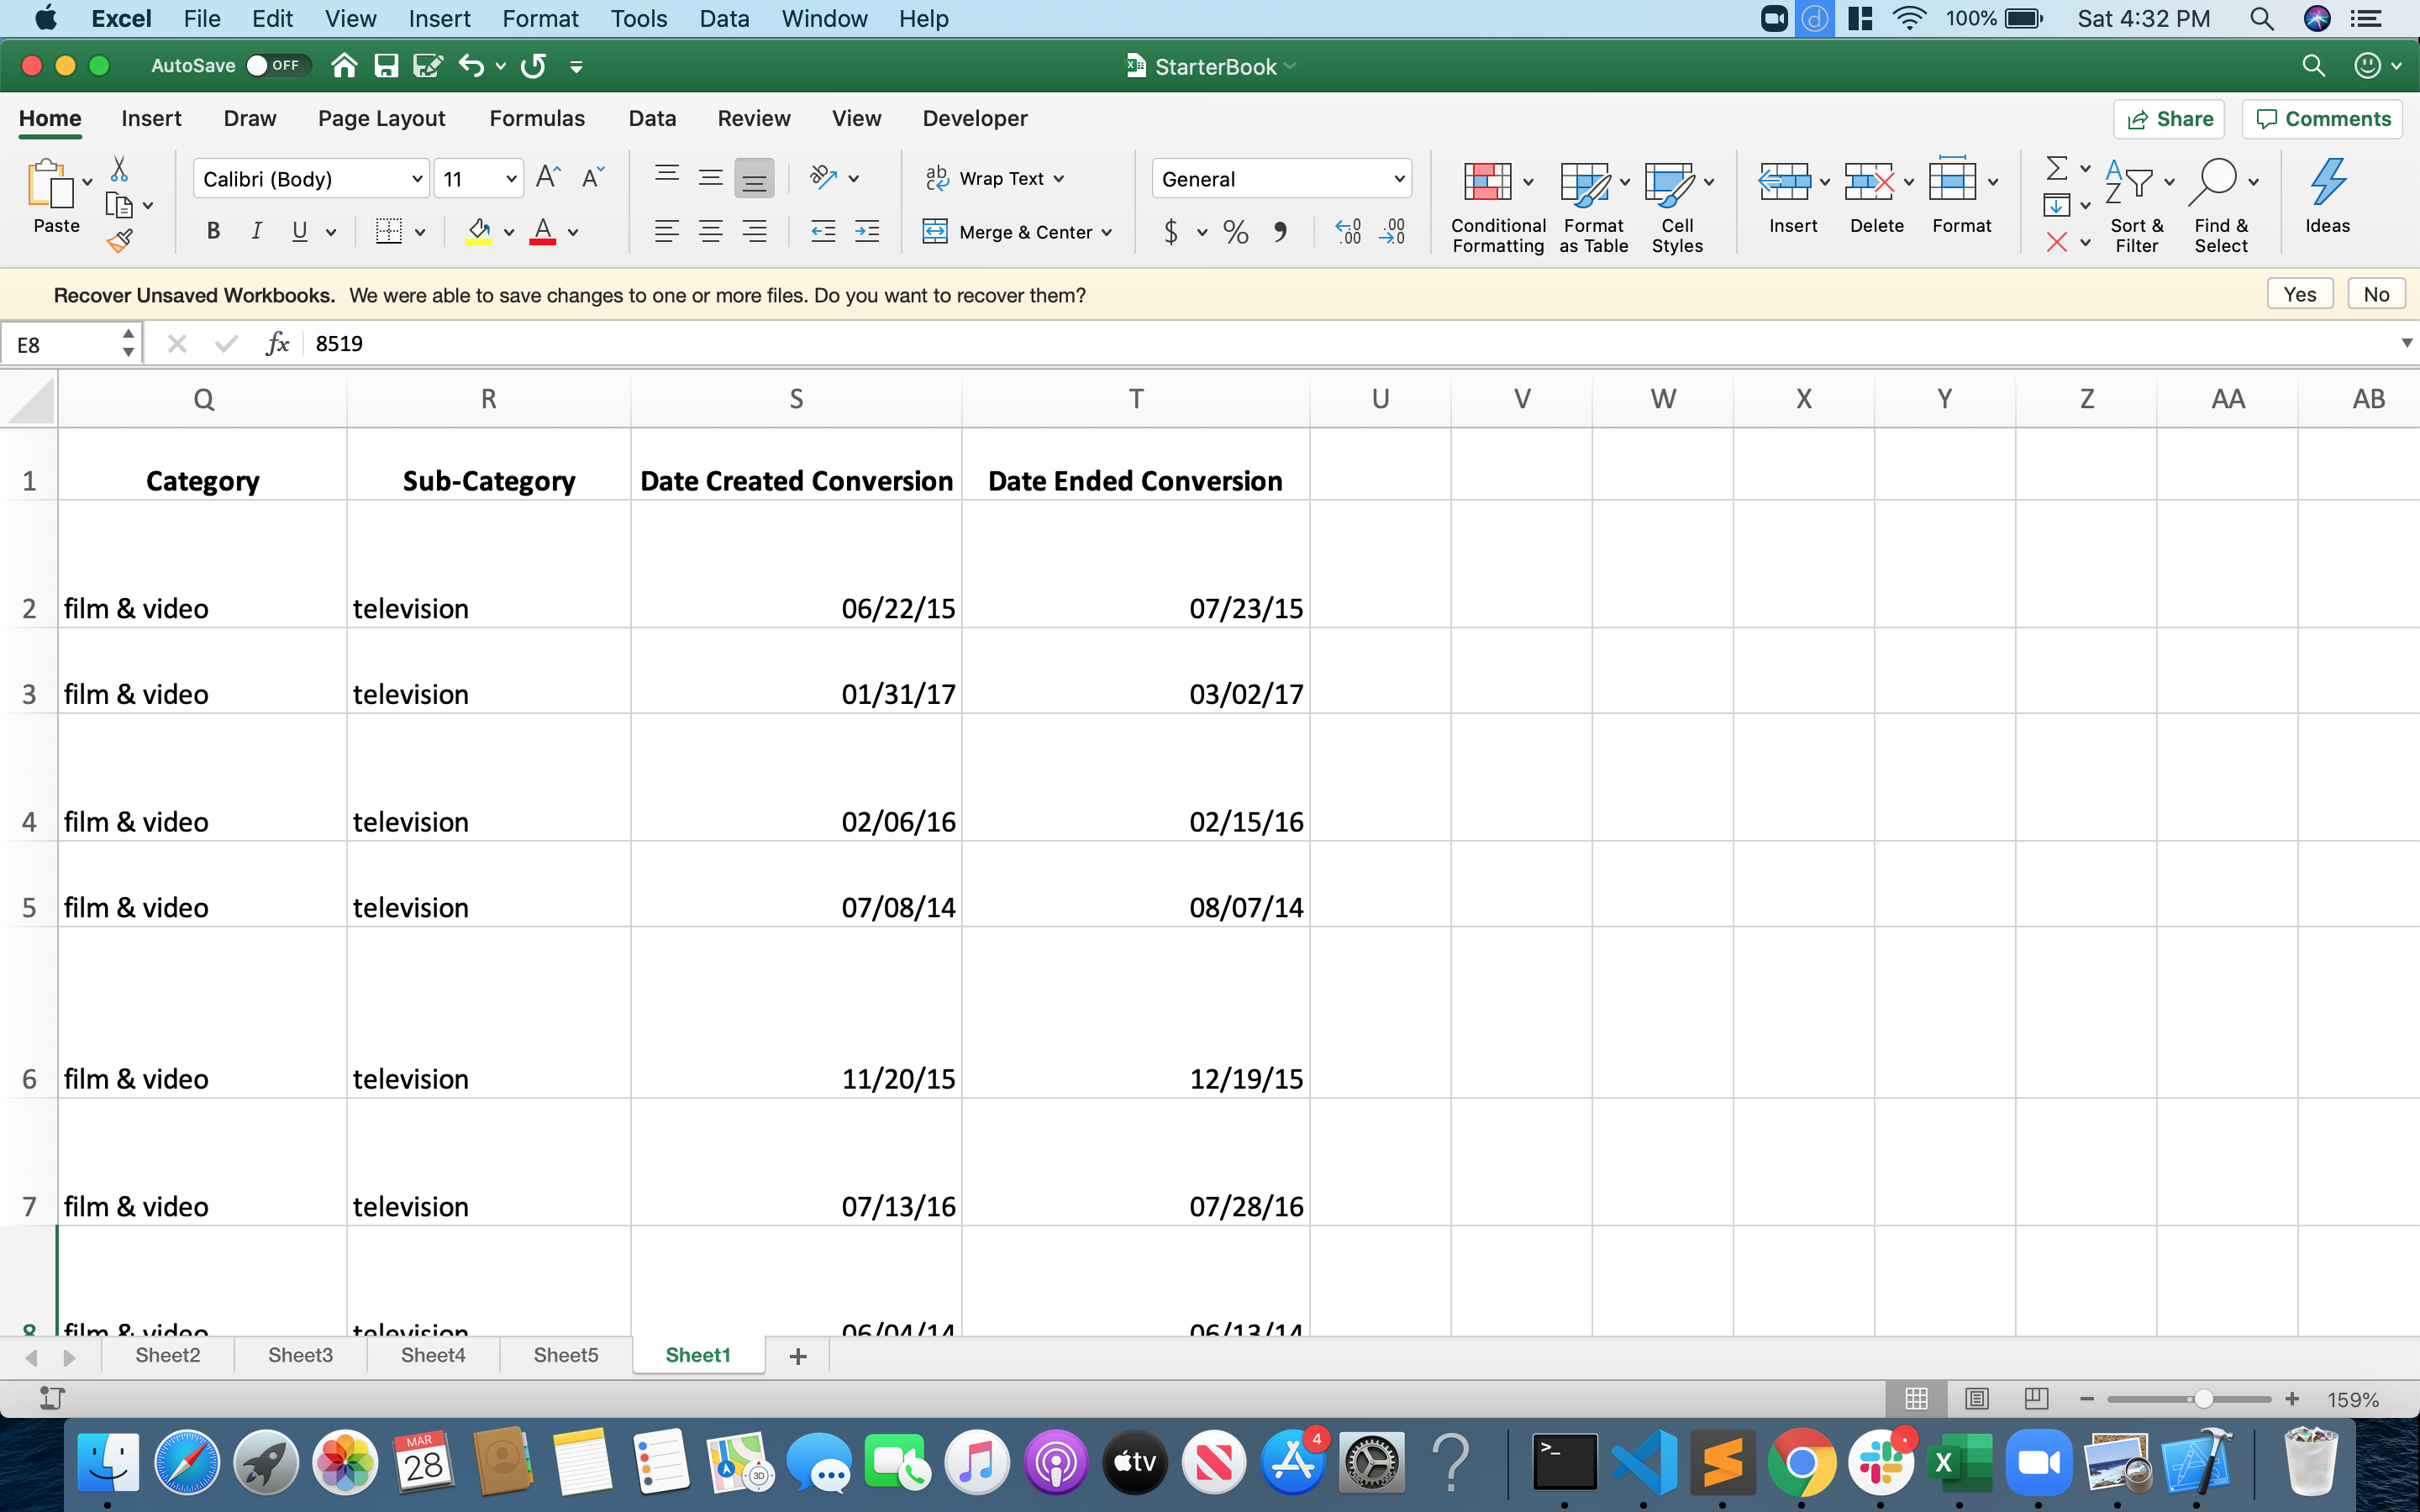 Excel File Edit View Insert Format Tools Data Window Help 100% Sat 4:32 PM
AutoSave OFF StarterBook
Home Insert Draw Page Layout Formulas Data Review View Developer Share Comments
Paste Calibri (Body) 11 Wrap Text General
B I U Merge & Center $ % Conditional Formatting Format as Table Cell Styles Insert Delete Format Sort & Filter Find & Select Ideas
Recover Unsaved Workbooks. We were able to save changes to one or more files. Do you want to recover them? Yes No
E8 fx 8519
Q R S T U V W X Y Z AA AB
1 Category Sub-Category Date Created Conversion Date Ended Conversion
2 film & video television 06/22/15 07/23/15
3 film & video television 01/31/17 03/02/17
4 film & video television 02/06/16 02/15/16
5 film & video television 07/08/14 08/07/14
6 film & video television 11/20/15 12/19/15
7 film & video television 07/13/16 07/28/16
8 film & video television 06/04/14 06/13/14
Sheet2 Sheet3 Sheet4 Sheet5 Sheet1 +
159%
MAR
28
3D
tv
4